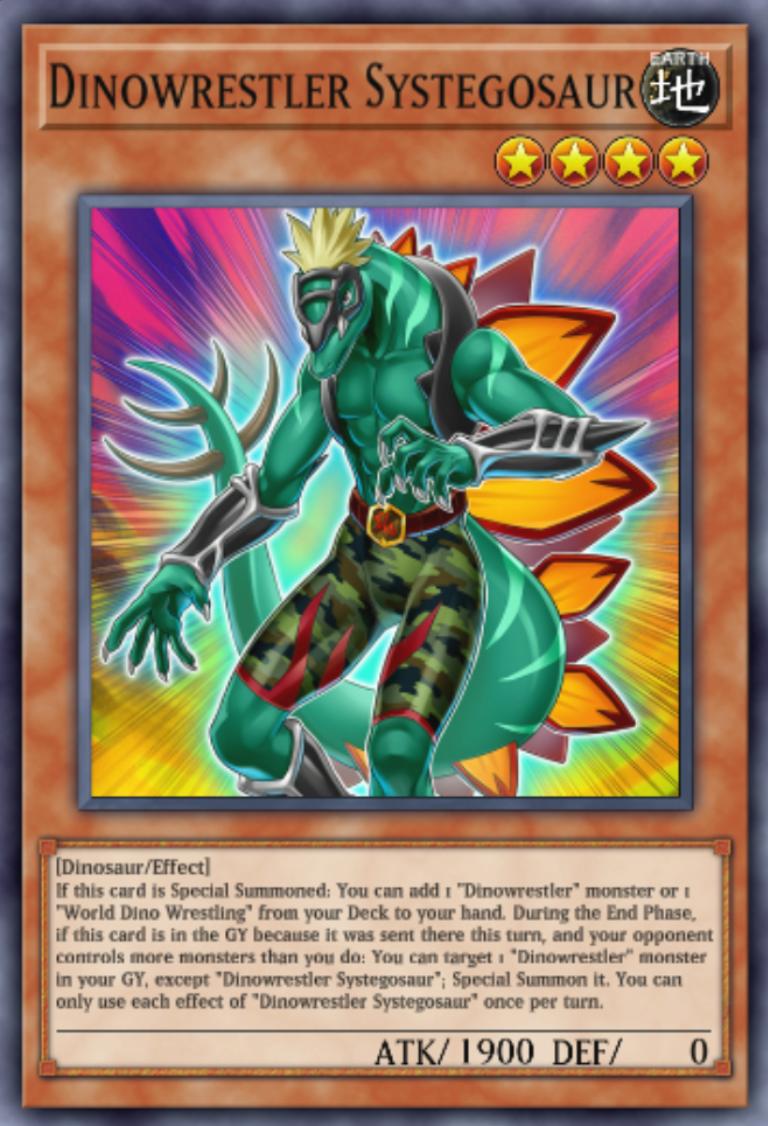 Dinowrestler Systegosaur
EARTH
地
[Dinosaur/Effect]
If this card is Special Summoned: You can add 1 "Dinowrestler" monster or 1
"World Dino Wrestling" from your Deck to your hand. During the End Phase,
if this card is in the GY because it was sent there this turn, and your opponent
controls more monsters than you do: You can target 1 "Dinowrestler" monster
in your GY, except "Dinowrestler Systegosaur"; Special Summon it. You can
only use each effect of "Dinowrestler Systegosaur" once per turn.
ATK/ 1900 DEF/ 0